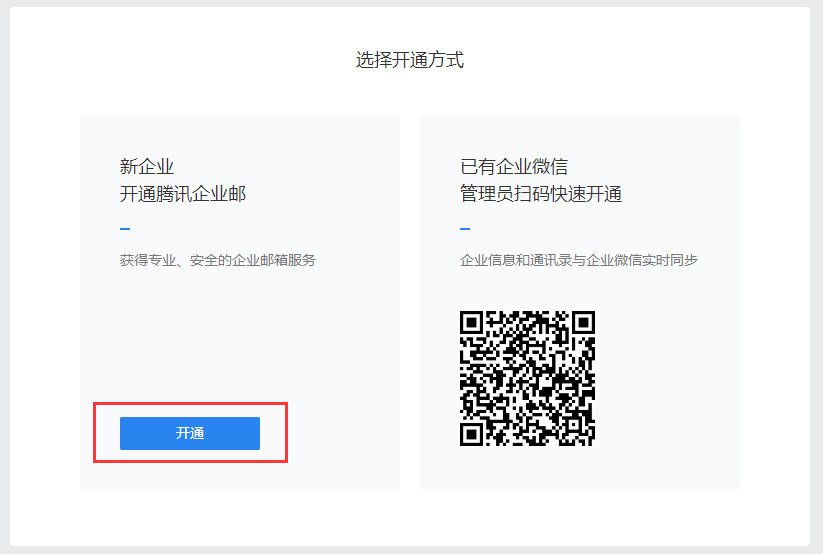 选择开通方式
新企业
开通腾讯企业邮
获得专业、安全的企业邮箱服务
开通
已有企业微信
管理员扫码快速开通
企业信息和通讯录与企业微信实时同步